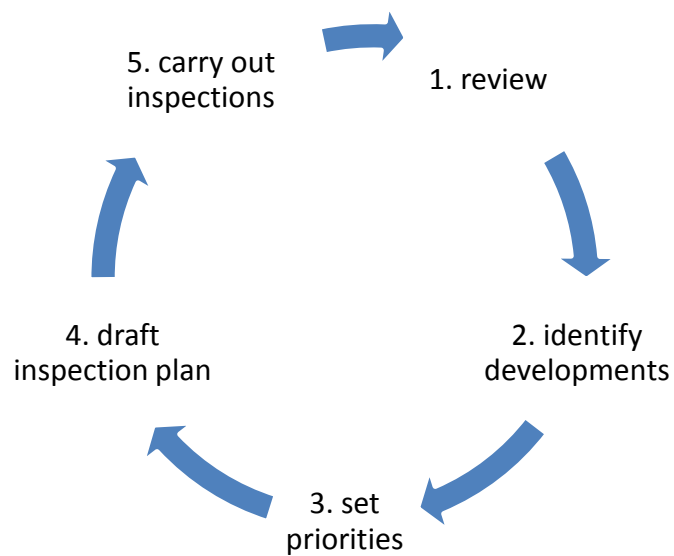 1. review
2. identify
developments
3. set
priorities
4. draft
inspection plan
5. carry out
inspections